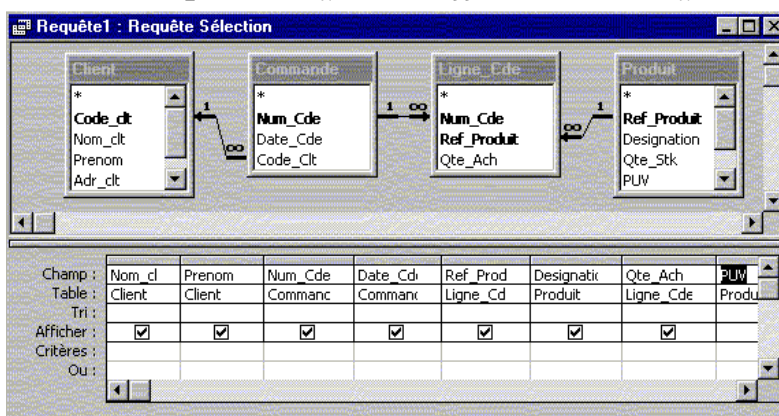 Requête1 : Requête Sélection
Client
*
Code_clt
Nom_clt
Prenom
Adr_clt
1
∞
Commande
*
Num_Cde
Date_Cde
Code_Clt
1 ∞
Ligne_Cde
*
Num_Cde
Ref_Produit
Qte_Ach
∞
1
Produit
*
Ref_Produit
Designation
Qte_Stk
PUV
Champ : Nom_cl Prenom Num_Cde Date_Cd Ref_Prod Designatio Qte_Ach PUV
Table : Client Client Commanc Commanc Ligne_Cd Produit Ligne_Cde Produ
Tri :
Afficher :
Critères :
Ou :